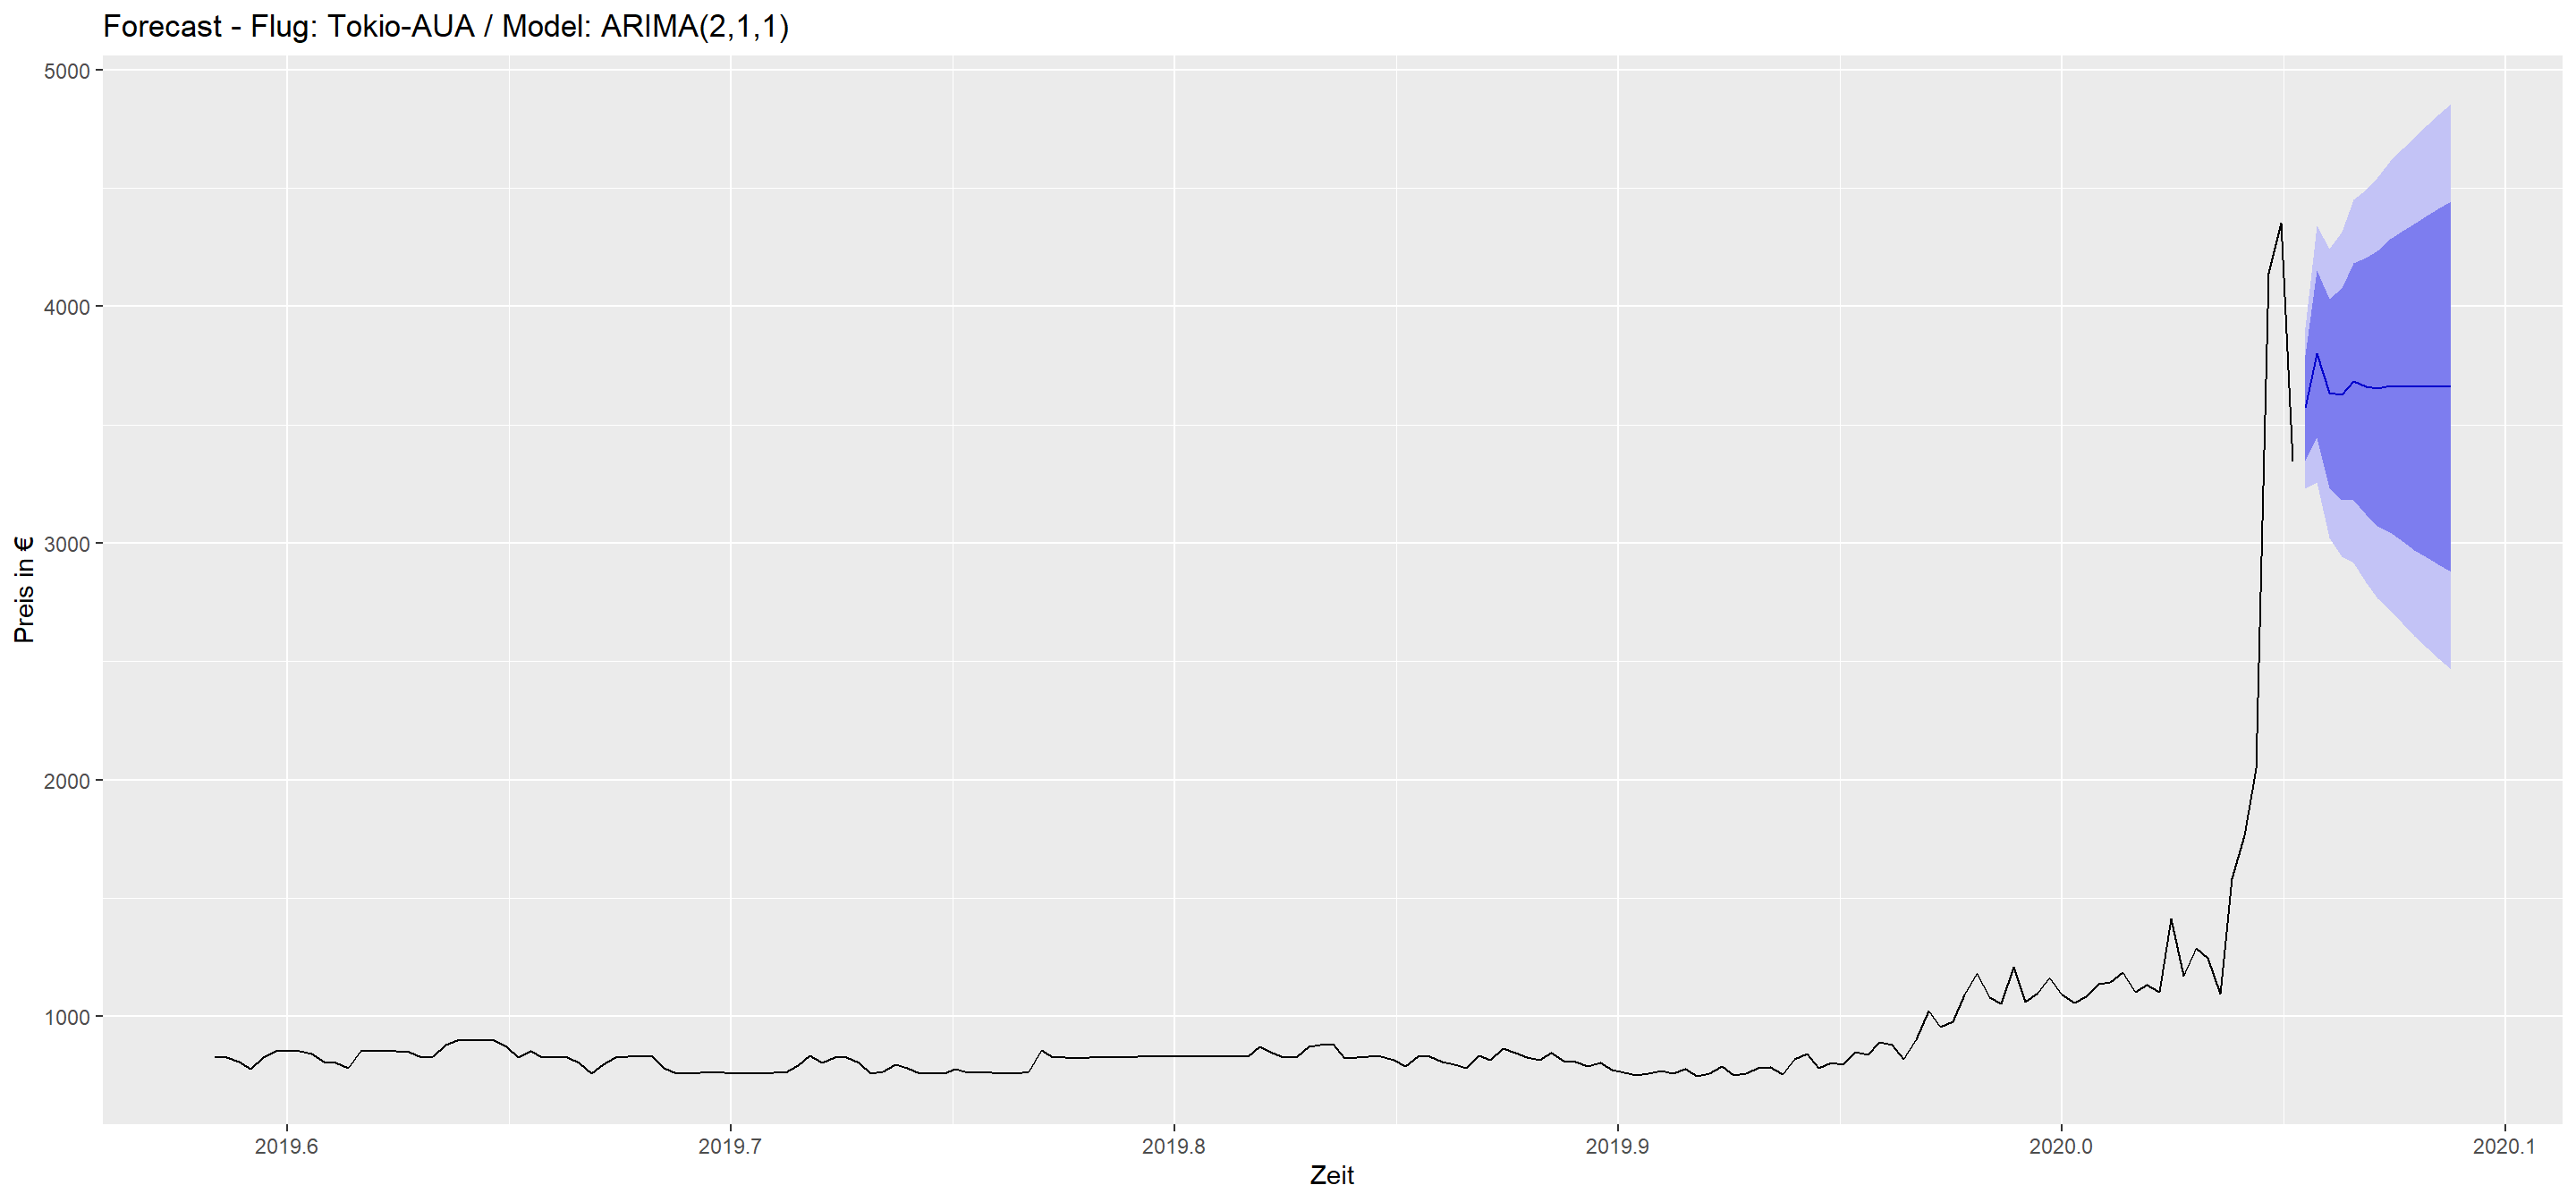 Forecast - Flug: Tokio-AUA / Model: ARIMA(2,1,1)
Preis in €
5000
4000
3000
2000
1000
2019.6 2019.7 2019.8 2019.9 2020.0 2020.1
Zeit